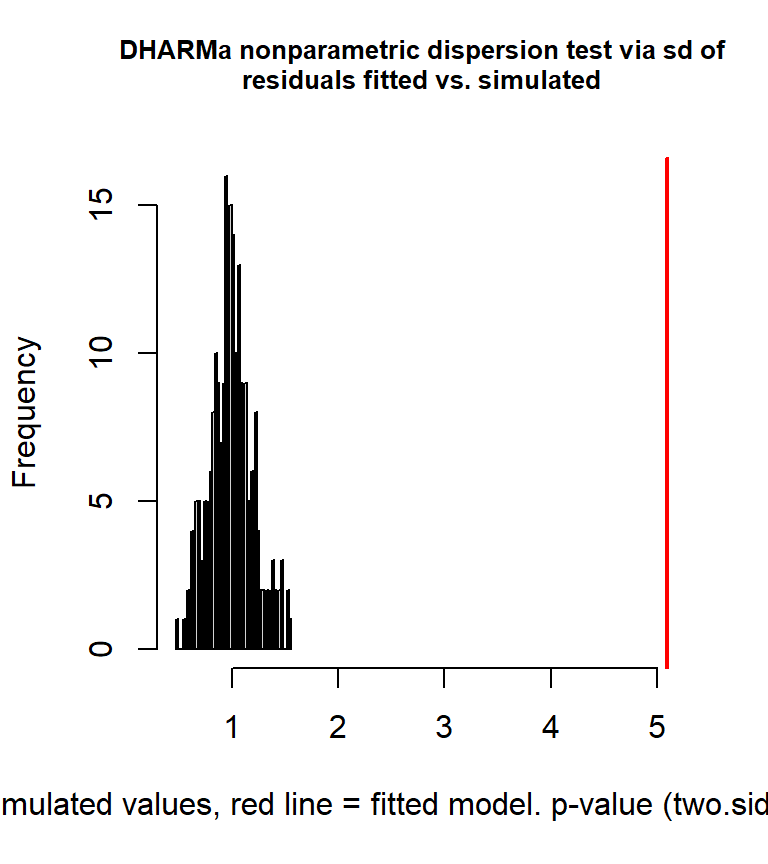 DHARMa nonparametric dispersion test via sd of
residuals fitted vs. simulated
Frequency
15
10
5
0
1 2 3 4 5
mulated values, red line = fitted model. p-value (two.sid